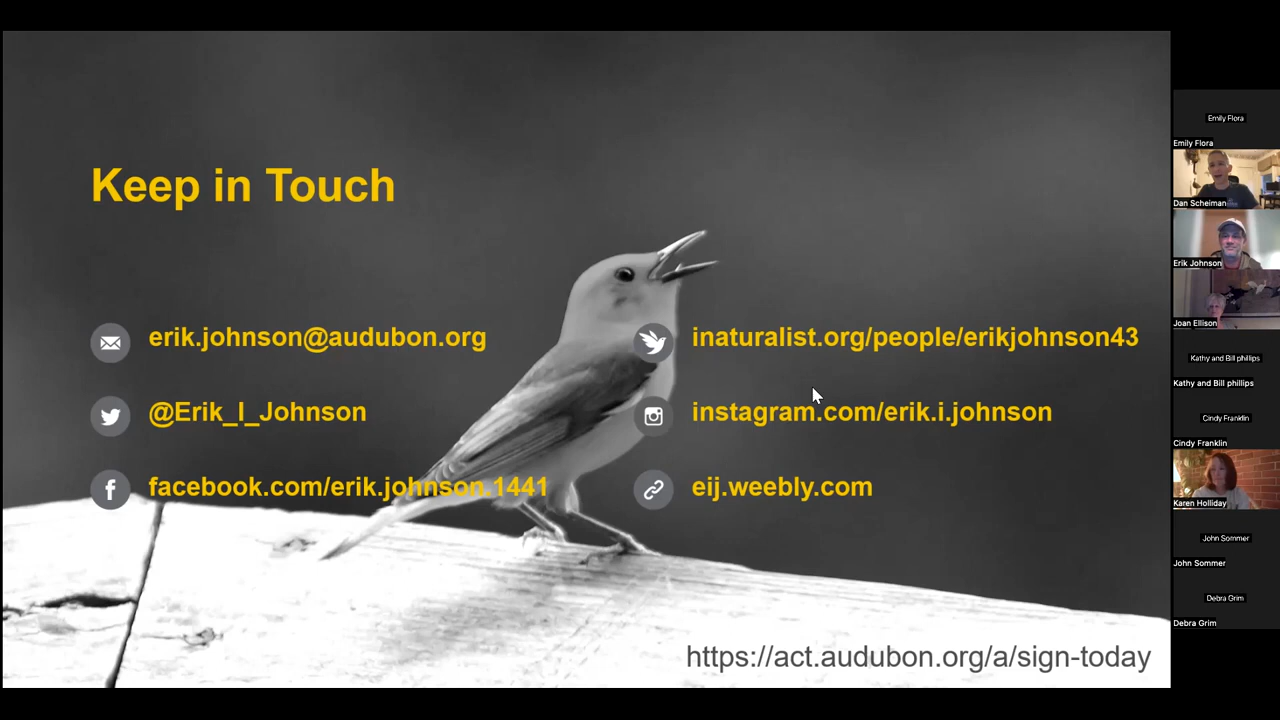 Keep in Touch
erik.johnson@audubon.org
@Erik_I_Johnson
facebook.com/erik.johnson.1441
inaturalist.org/people/erikjohnson43
instagram.com/erik.i.johnson
eij.weebly.com
https://act.audubon.org/a/sign-today
Emily Flora
Emily Flora
Dan Scheiman
Erik Johnson
Joan Ellison
Kathy and Bill phillips
Kathy and Bill phillips
Cindy Franklin
Cindy Franklin
Karen Holliday
John Sommer
John Sommer
Debra Grim
Debra Grim